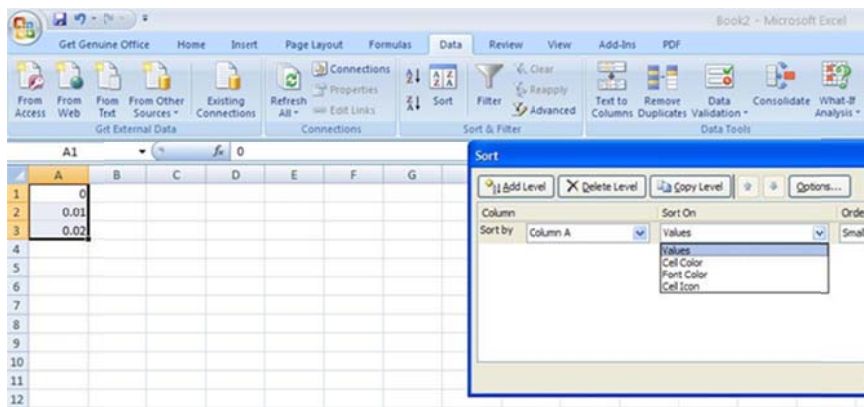 Book2 - Microsoft Excel
Get Genuine Office Home Insert Page Layout Formulas Data Review View Add-Ins PDF
From Access
From Web
From Text
From Other Sources
Existing Connections
Get External Data
Refresh All
Connections
Properties
Edit Links
Connections
Sort
Filter
Clear
Reapply
Advanced
Sort & Filter
Text to Columns
Remove Duplicates
Data Validation
Consolidate
What-If Analysis
Data Tools
A1 fx 0
A B C D E F G
1 0
2 0.01
3 0.02
4
5
6
7
8
9
10
11
12
Sort
Add Level Delete Level Copy Level Options...
Column Sort On Orde
Sort by Column A Values Smal
Values
Cell Color
Font Color
Cell Icon